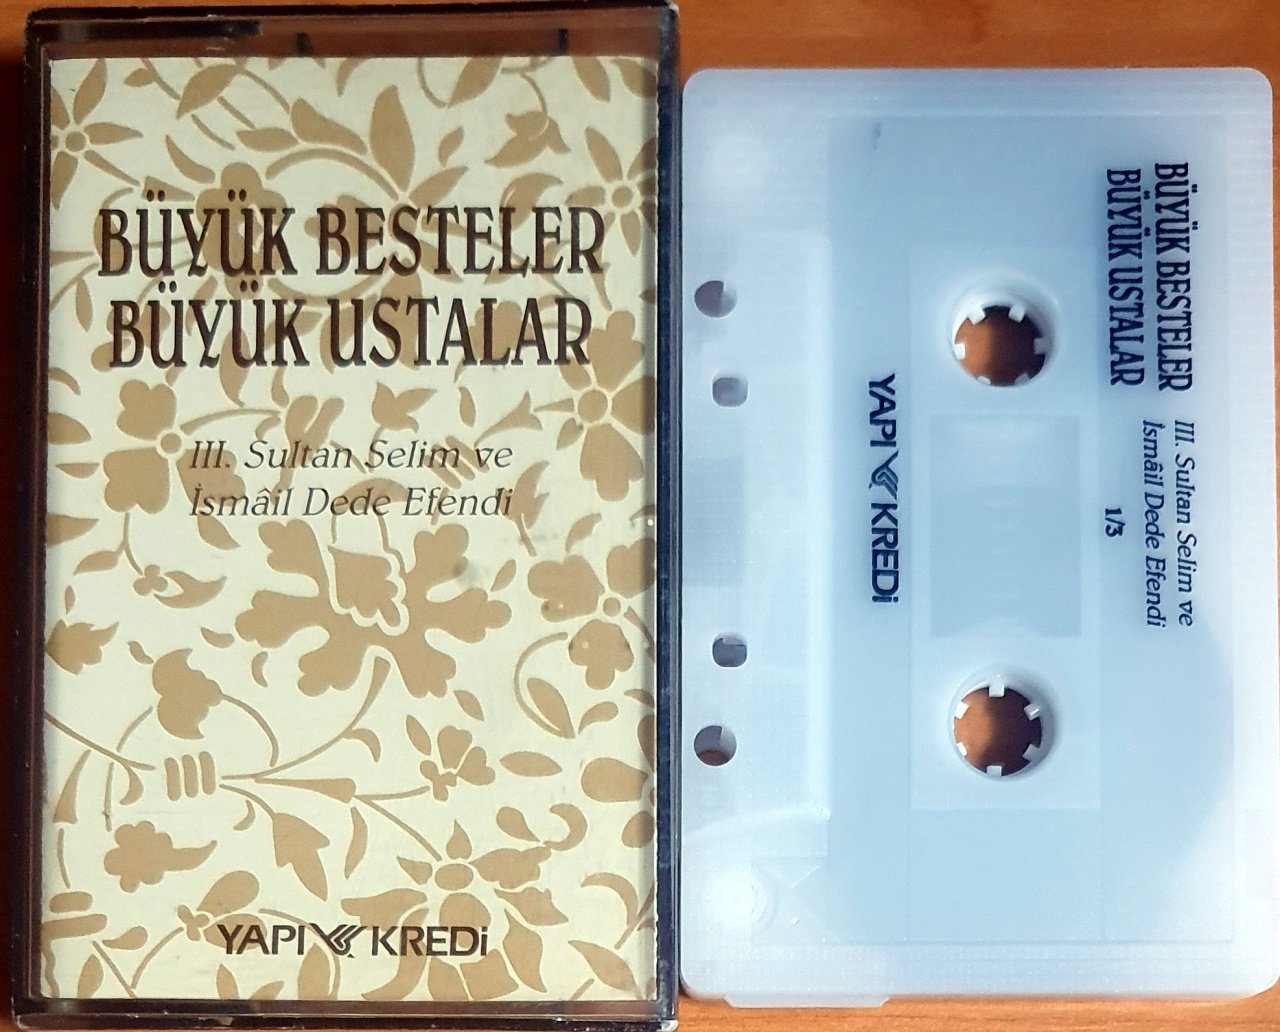 BÜYÜK BESTELER
BÜYÜK USTALAR
III. Sultan Selim ve
İsmâil Dede Efendi
YAPI KREDi
BÜYÜK BESTELER
BÜYÜK USTALAR
III. Sultan Selim ve
İsmâil Dede Efendi
1/3
YAPI KREDi